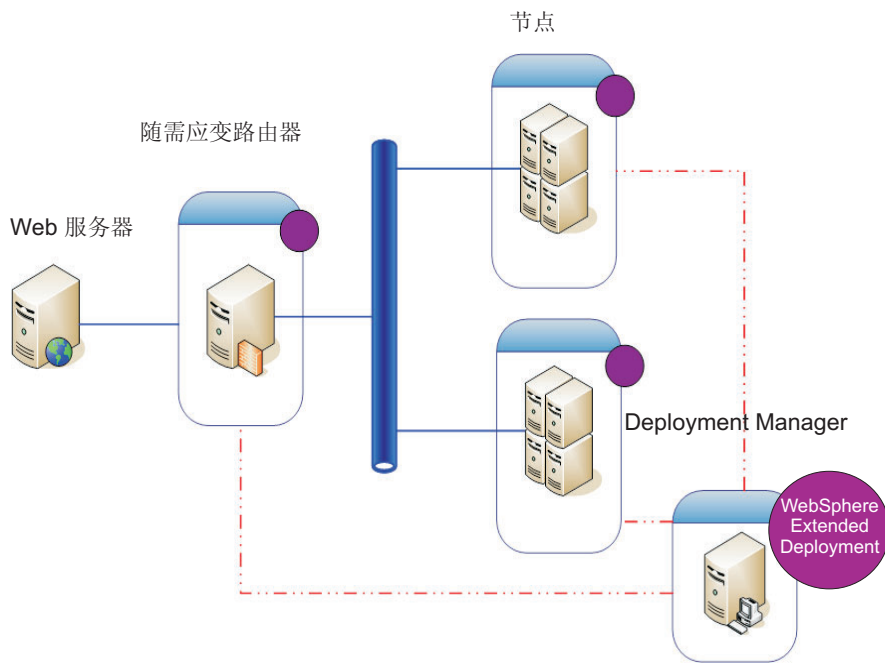 节点
随需应变路由器
Web 服务器
Deployment Manager
WebSphere
Extended
Deployment